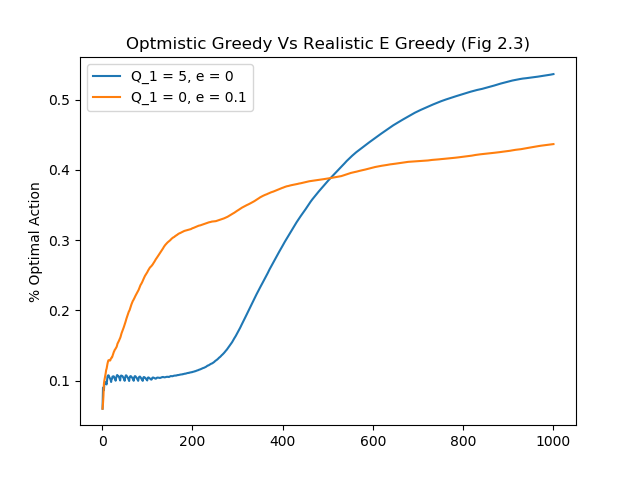 Optmistic Greedy Vs Realistic E Greedy (Fig 2.3)
Q_1 = 5, e = 0
Q_1 = 0, e = 0.1
% Optimal Action
0.5
0.4
0.3
0.2
0.1
0 200 400 600 800 1000